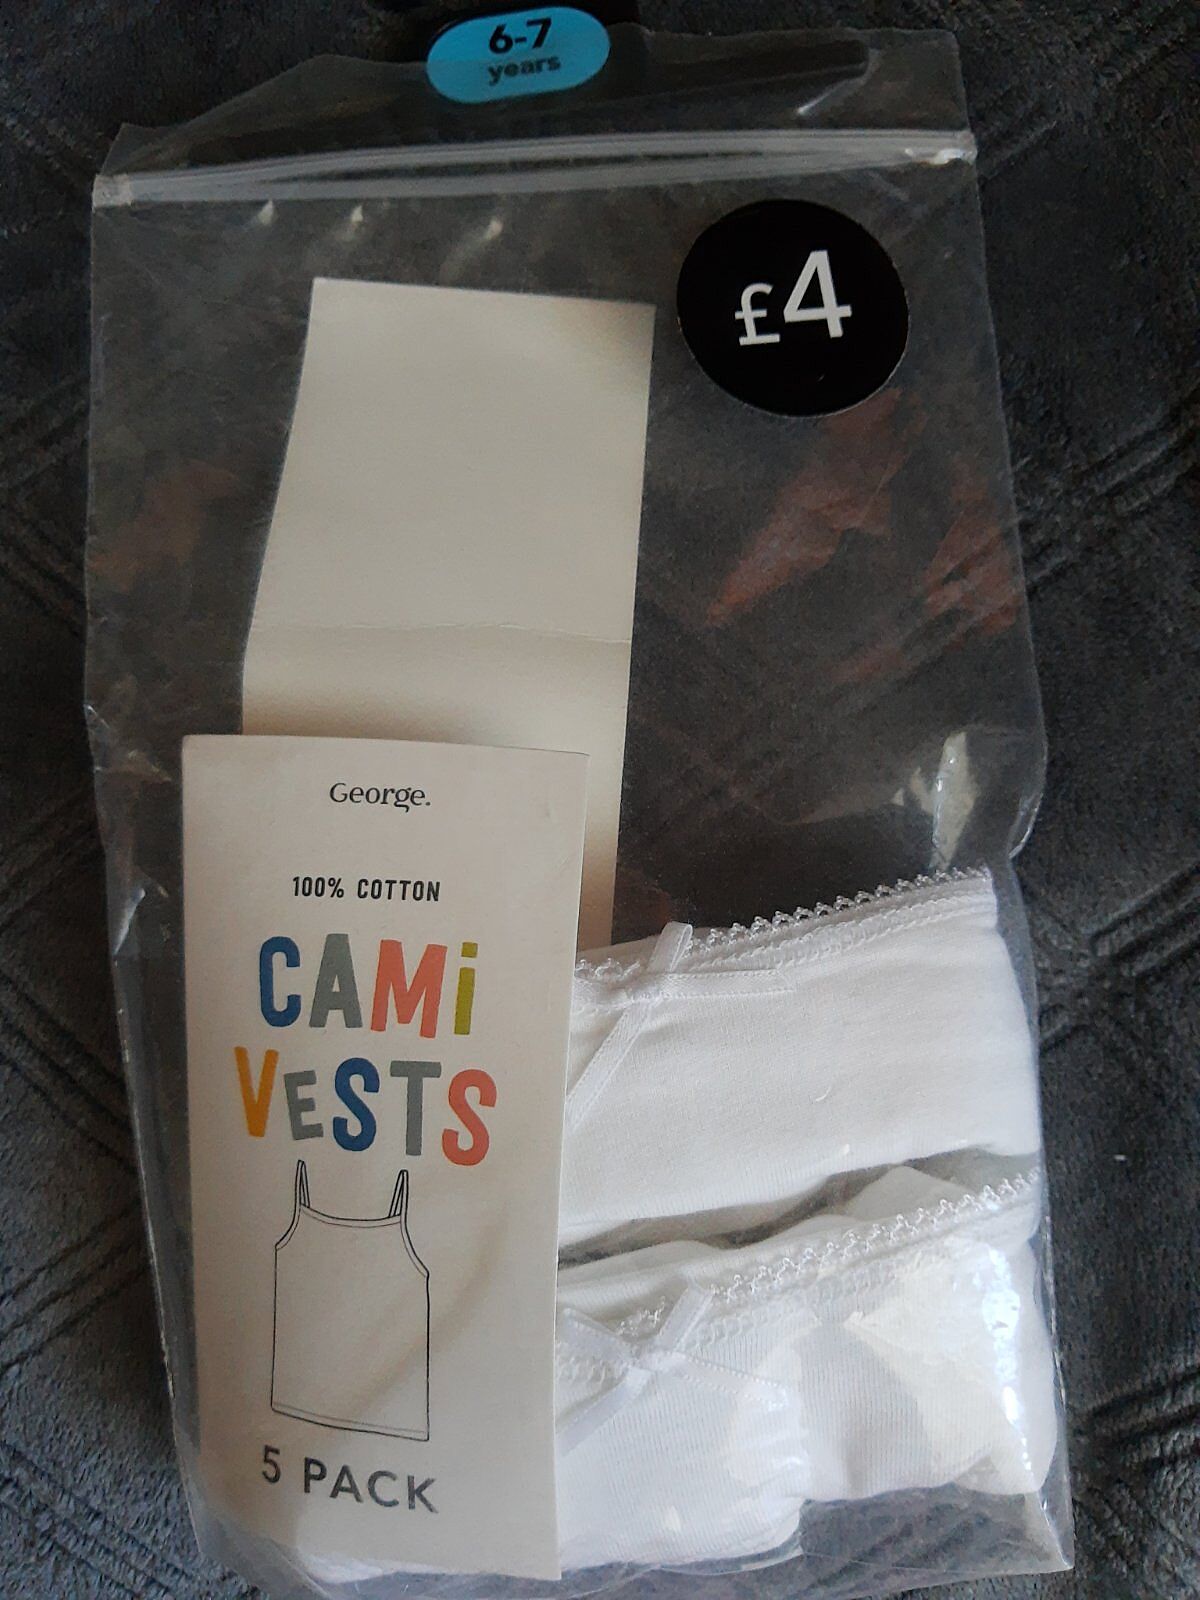 6-7
years
£4
George.
100% COTTON
CAMi
VESTS
5 PACK